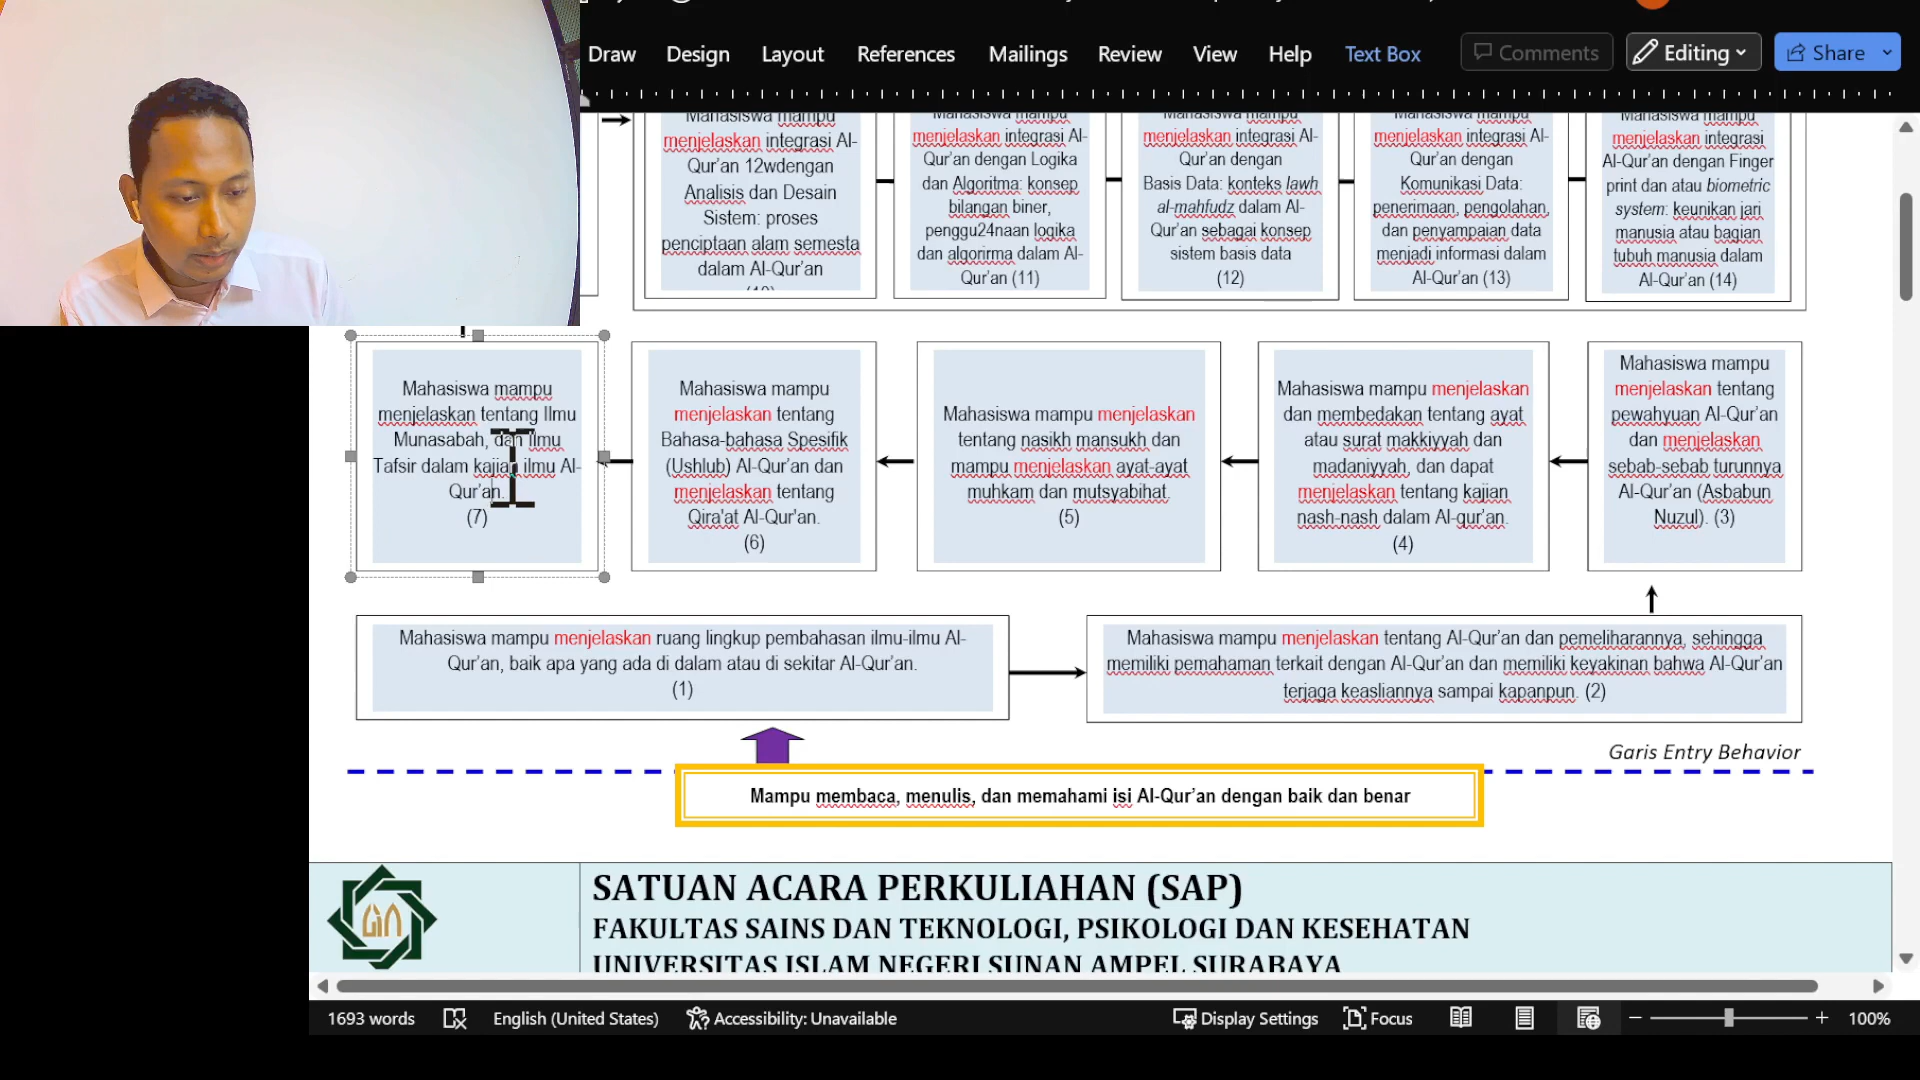 Draw Design Layout References Mailings Review View Help Text Box Comments Editing Share
Mahasiswa mampu
menjelaskan integrasi Al-
Qur'an 12wdengan
Analisis dan Desain
Sistem: proses
penciptaan alam semesta
dalam Al-Qur'an
Mahasiswa mampu
menjelaskan integrasi Al-
Qur'an dengan Logika
dan Algoritma: konsep
bilangan biner,
penggu24naan logika
dan algorirma dalam Al-
Qur'an (11)
Mahasiswa mampu
menjelaskan integrasi Al-
Qur'an dengan
Basis Data: konteks lawh
al-mahfudz dalam Al-
Qur'an sebagai konsep
sistem basis data
(12)
Mahasiswa mampu
menjelaskan integrasi Al-
Qur'an dengan
Komunikasi Data:
penerimaan, pengolahan,
dan penyampaian data
menjadi informasi dalam
Al-Qur'an (13)
Mahasiswa mampu
menjelaskan integrasi
Al-Qur'an dengan Finger
print dan atau biometric
system: keunikan jari
manusia atau bagian
tubuh manusia dalam
Al-Qur'an (14)
Mahasiswa mampu
menjelaskan tentang Ilmu
Munasabah, dan Ilmu
Tafsir dalam kajian ilmu Al-
Qur'an.
(7)
Mahasiswa mampu
menjelaskan tentang
Bahasa-bahasa Spesifik
(Ushlub) Al-Qur'an dan
menjelaskan tentang
Qira'at Al-Qur'an.
(6)
Mahasiswa mampu menjelaskan
tentang nasikh mansukh dan
mampu menjelaskan ayat-ayat
muhkam dan mutsyabihat.
(5)
Mahasiswa mampu menjelaskan
dan membedakan tentang ayat
atau surat makkiyyah dan
madaniyyah, dan dapat
menjelaskan tentang kajian
nash-nash dalam Al-qur'an.
(4)
Mahasiswa mampu
menjelaskan tentang
pewahyuan Al-Qur'an
dan menjelaskan
sebab-sebab turunnya
Al-Qur'an (Asbabun
Nuzul). (3)
Mahasiswa mampu menjelaskan ruang lingkup pembahasan ilmu-ilmu Al-
Qur'an, baik apa yang ada di dalam atau di sekitar Al-Qur'an.
(1)
Mahasiswa mampu menjelaskan tentang Al-Qur'an dan pemeliharannya, sehingga
memiliki pemahaman terkait dengan Al-Qur'an dan memiliki keyakinan bahwa Al-Qur'an
terjaga keasliannya sampai kapanpun. (2)
Garis Entry Behavior
Mampu membaca, menulis, dan memahami isi Al-Qur'an dengan baik dan benar
SATUAN ACARA PERKULIAHAN (SAP)
FAKULTAS SAINS DAN TEKNOLOGI, PSIKOLOGI DAN KESEHATAN
UNIVERSITAS ISLAM NEGERI SUNAN AMPEL SURABAYA
1693 words English (United States) Accessibility: Unavailable Display Settings Focus 100%